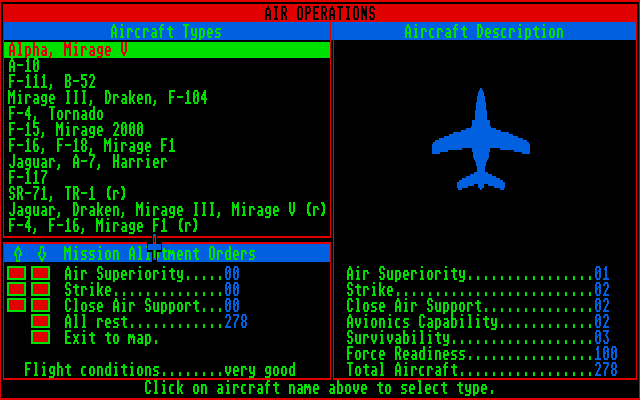 AIR OPERATIONS
Aircraft Types
Alpha, Mirage V
A-10
F-111, B-52
Mirage III, Draken, F-104
F-4, Tornado
F-15, Mirage 2000
F-16, F-18, Mirage F1
Jaguar, A-7, Harrier
F-117
SR-71, TR-1 (r)
Jaguar, Draken, Mirage III, Mirage V (r)
F-4, F-16, Mirage F1 (r)
Mission Allotment Orders
Air Superiority.....00
Strike..............00
Close Air Support...00
All rest............278
Exit to map.
Flight conditions........very good
Aircraft Description
Air Superiority................01
Strike.........................02
Close Air Support..............02
Avionics Capability............02
Survivability..................03
Force Readiness................100
Total Aircraft.................278
Click on aircraft name above to select type.